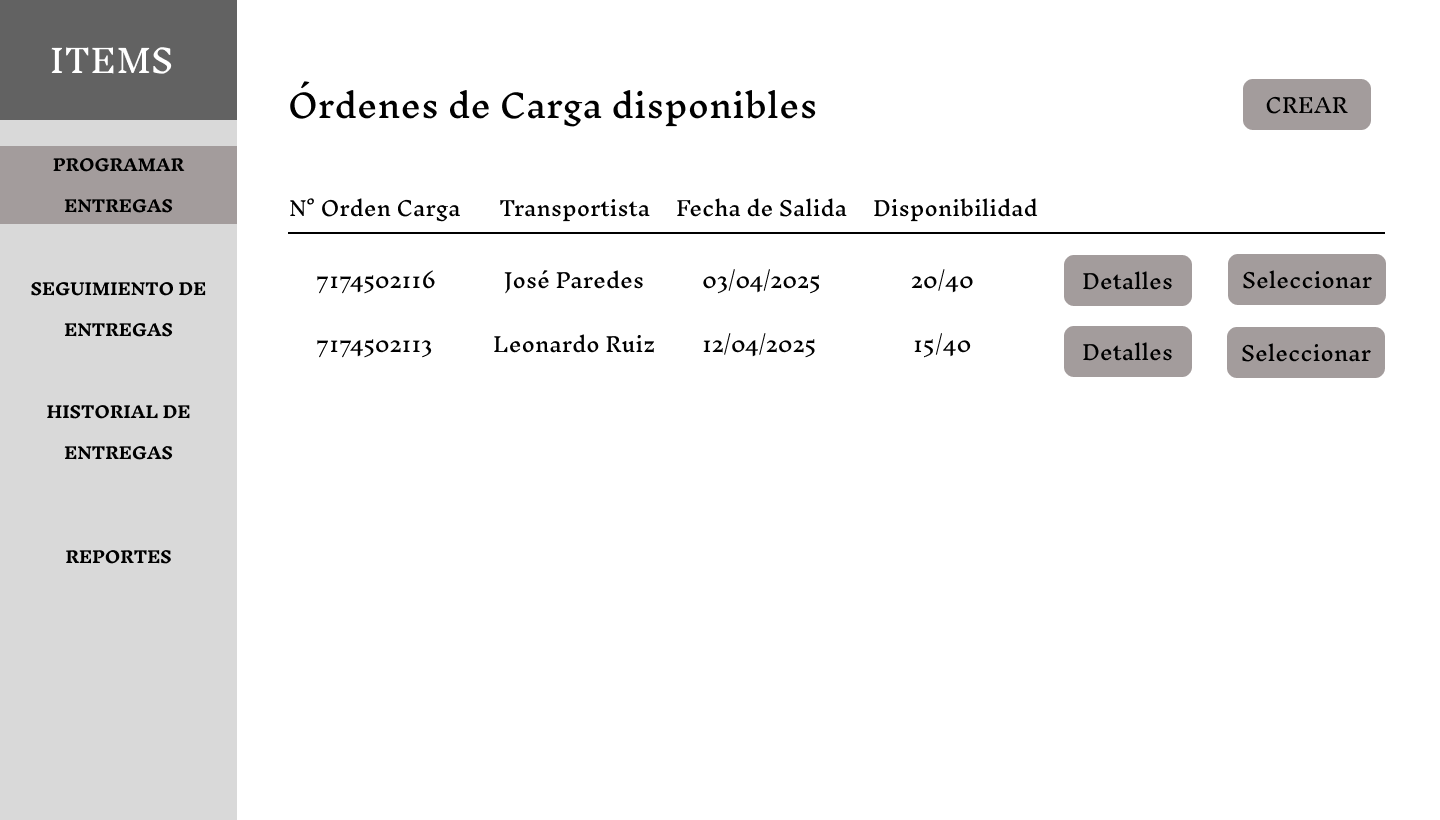 ITEMS
PROGRAMAR
ENTREGAS
SEGUIMIENTO DE
ENTREGAS
HISTORIAL DE
ENTREGAS
REPORTES
Órdenes de Carga disponibles
CREAR
N° Orden Carga Transportista Fecha de Salida Disponibilidad
7174502116 José Paredes 03/04/2025 20/40 Detalles Seleccionar
7174502113 Leonardo Ruiz 12/04/2025 15/40 Detalles Seleccionar